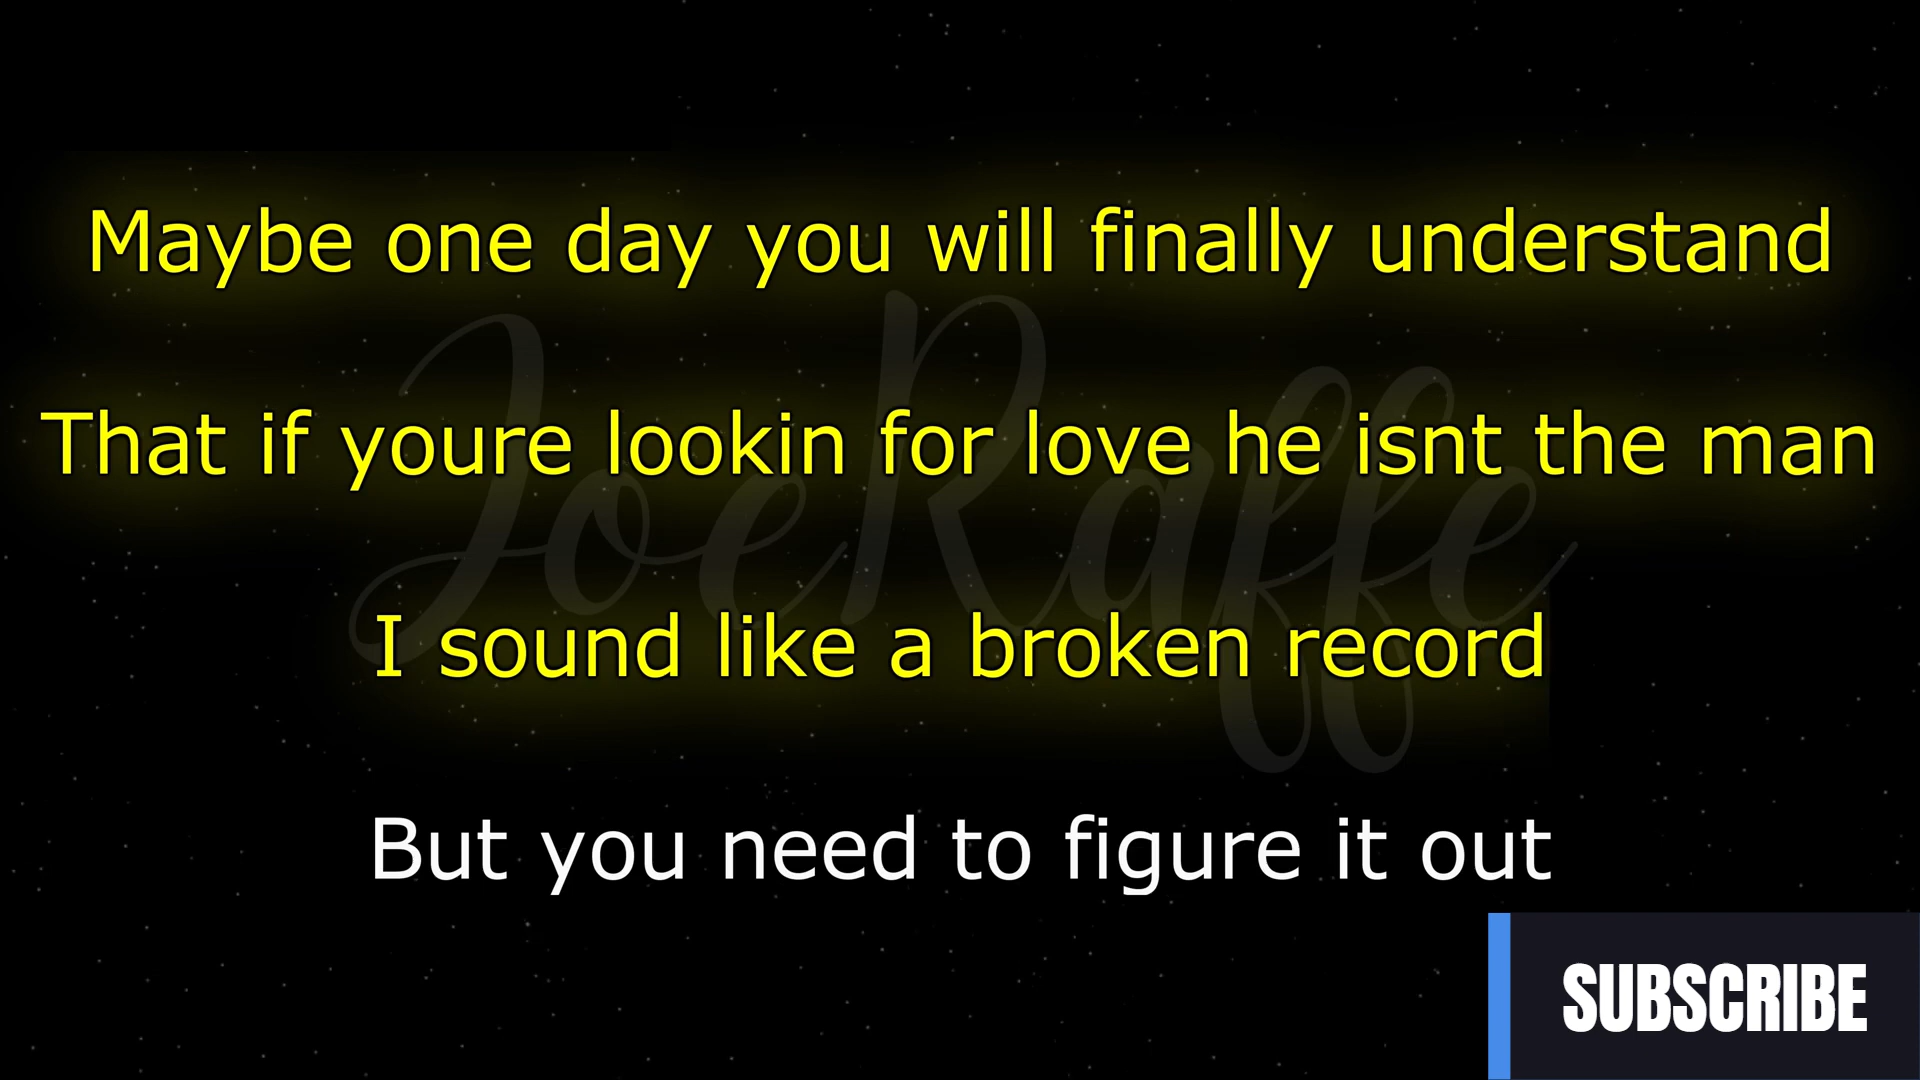 Maybe one day you will finally understand
JoeRaffe
That if youre lookin for love he isnt the man
I sound like a broken record
But you need to figure it out
SUBSCRIBE